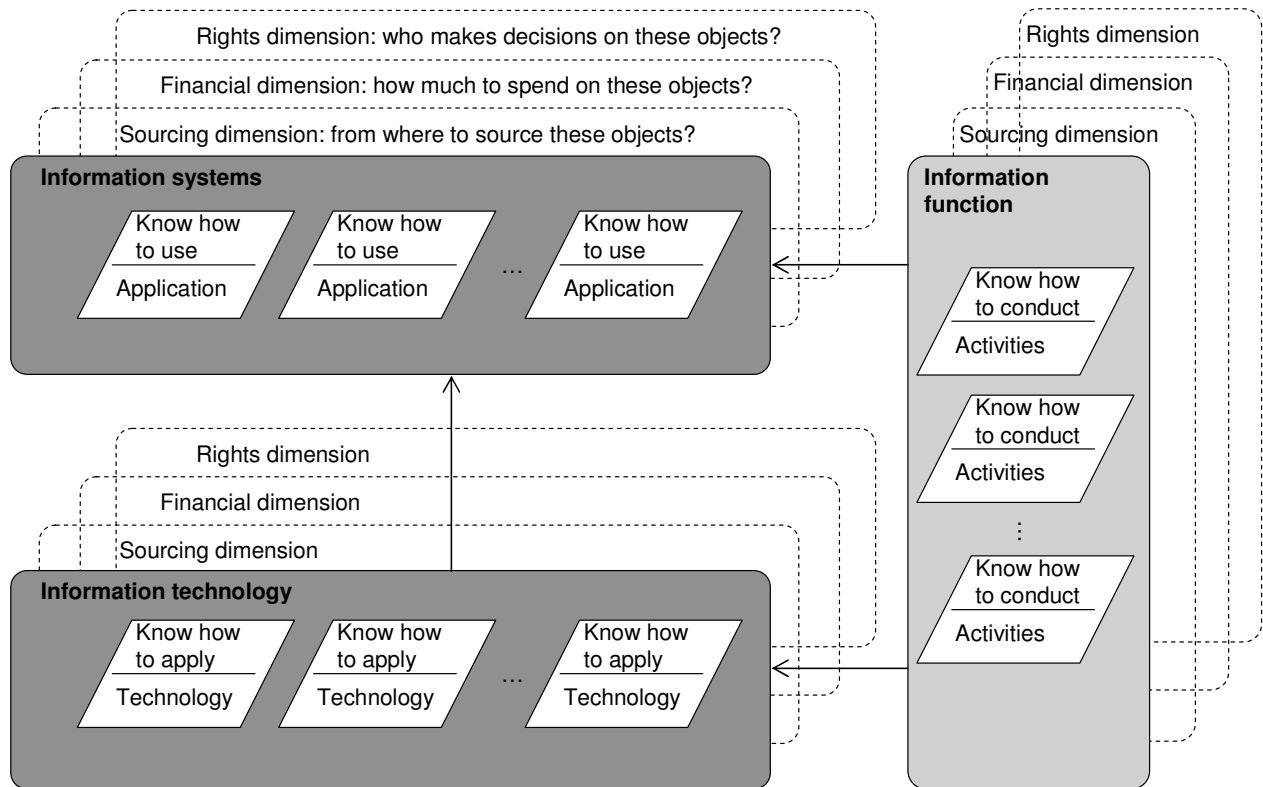 Rights dimension: who makes decisions on these objects?
Financial dimension: how much to spend on these objects?
Sourcing dimension: from where to source these objects?
Information systems
Know how
to use
Application
Know how
to use
Application
...
Know how
to use
Application
Rights dimension
Financial dimension
Sourcing dimension
Information
function
Know how
to conduct
Activities
Know how
to conduct
Activities
...
Know how
to conduct
Activities
Rights dimension
Financial dimension
Sourcing dimension
Information technology
Know how
to apply
Technology
Know how
to apply
Technology
...
Know how
to apply
Technology